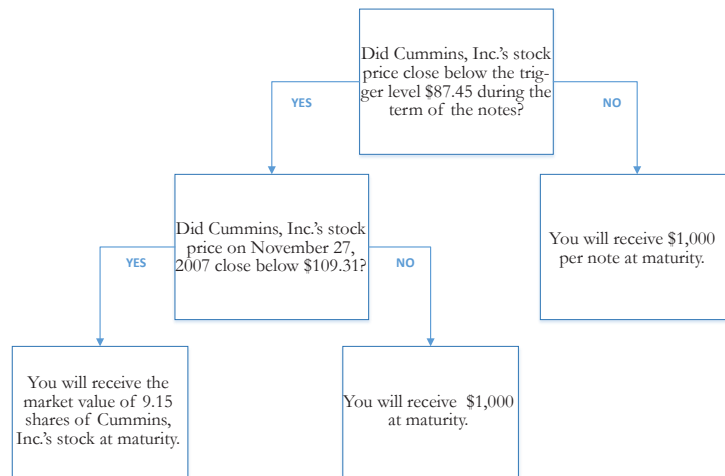 Did Cummins, Inc.'s stock
price close below the trig-
ger level $87.45 during the
term of the notes?
YES
NO
Did Cummins, Inc.'s stock
price on November 27,
2007 close below $109.31?
You will receive $1,000
per note at maturity.
YES
NO
You will receive the
market value of 9.15
shares of Cummins,
Inc.'s stock at maturity.
You will receive $1,000
at maturity.